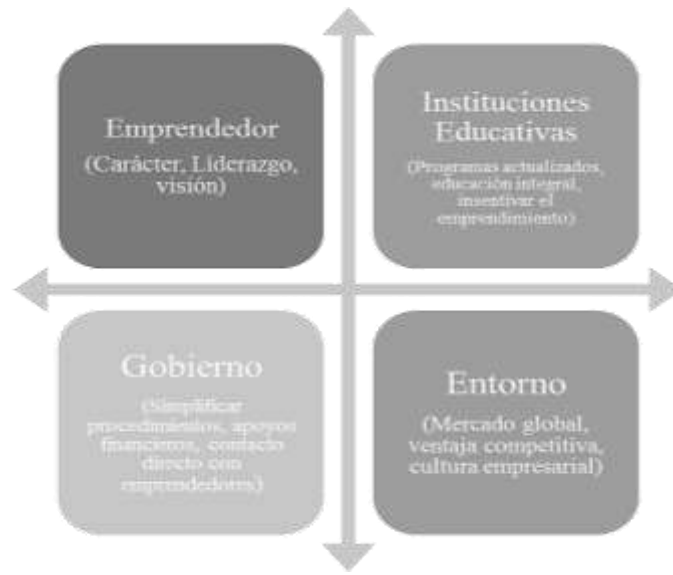 Emprendedor
(Carácter, Liderazgo,
visión)
Instituciones
Educativas
(Programas actualizados,
educación integral,
insentivar el
emprendimiento)
Gobierno
(Simplificar
procedimientos, apoyos
financieros, contacto
directo con
emprendedores)
Entorno
(Mercado global,
ventaja competitiva,
cultura empresarial)